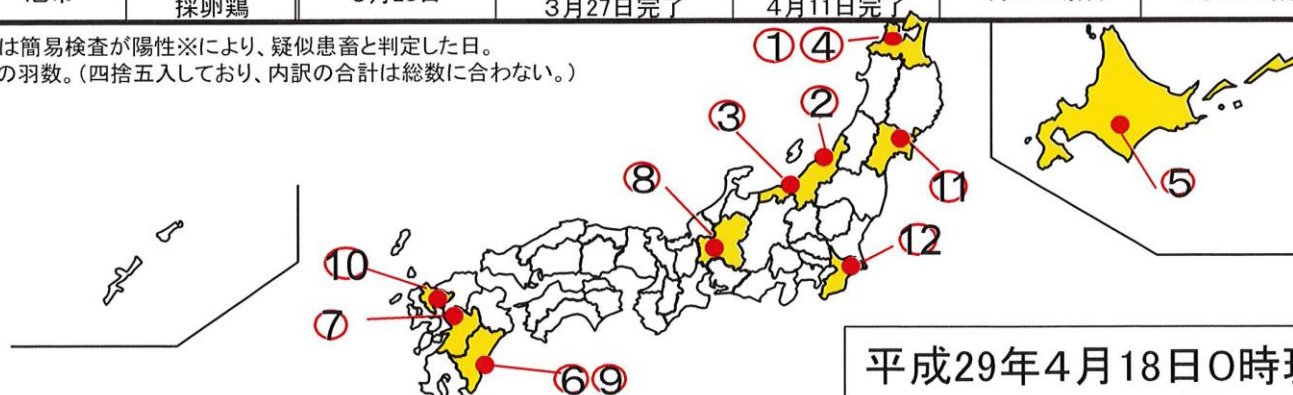 採卵鶏
3月27日完了
4月11日完了
は簡易検査が陽性※により、疑似患畜と判定した日。
の羽数。(四捨五入しており、内訳の合計は総数に合わない。)
①④
②
③
⑧
⑪
⑤
⑫
⑩
⑦
⑥⑨
平成29年4月18日0時